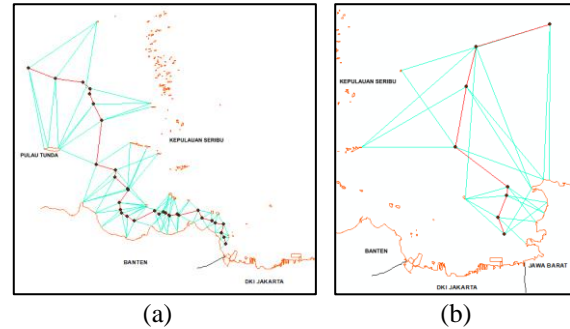 KEPULAUAN SERIBU
PULAU TUNDA
BANTEN
DKI JAKARTA
(a)
KEPULAUAN SERIBU
BANTEN
JAWA BARAT
DKI JAKARTA
(b)